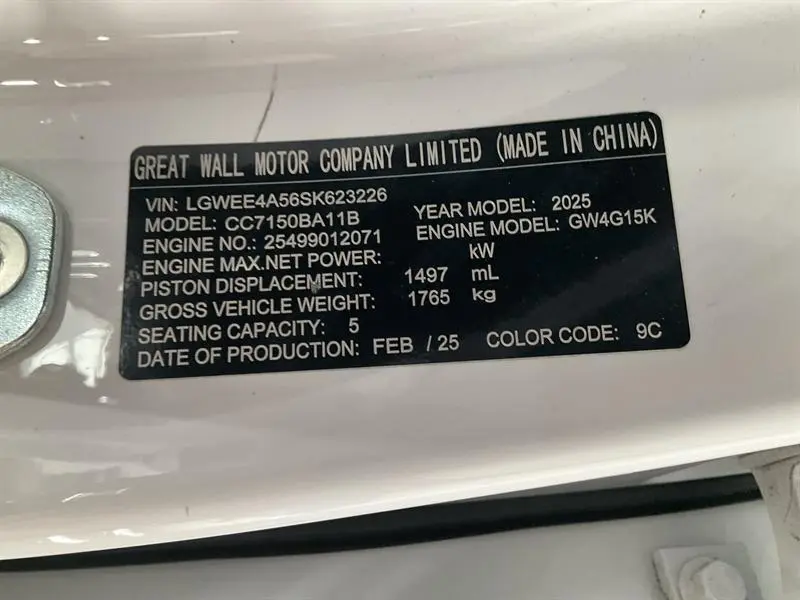 GREAT WALL MOTOR COMPANY LIMITED (MADE IN CHINA)
VIN: LGWEE4A56SK623226
MODEL: CC7150BA11B YEAR MODEL: 2025
ENGINE NO.: 25499012071 ENGINE MODEL: GW4G15K
ENGINE MAX.NET POWER: kW
PISTON DISPLACEMENT: 1497 mL
GROSS VEHICLE WEIGHT: 1765 kg
SEATING CAPACITY: 5
DATE OF PRODUCTION: FEB / 25 COLOR CODE: 9C